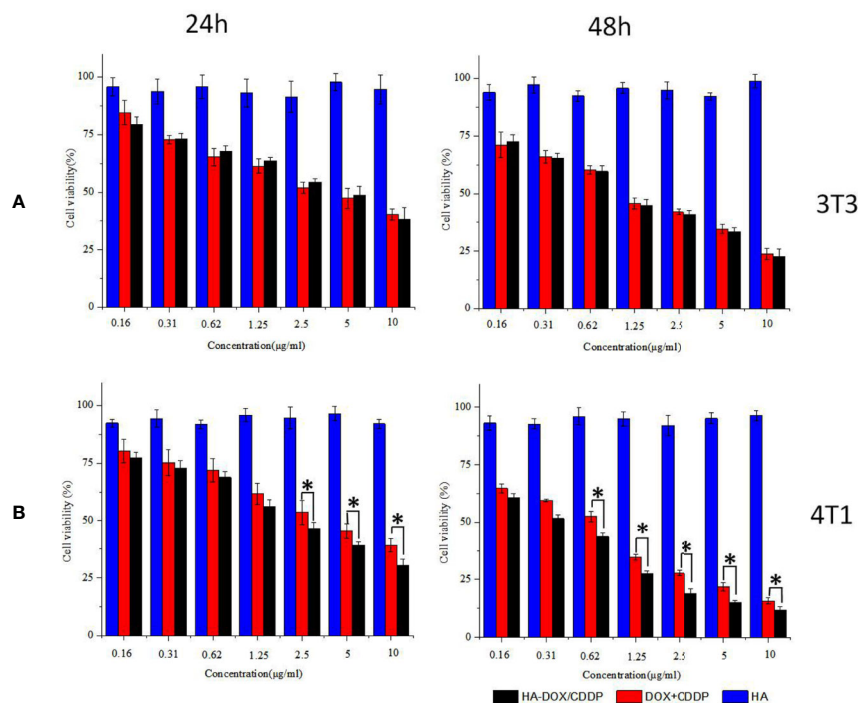 24h 48h
100 100
75 75
A Cell viability(%) 50 Cell viability(%) 50 3T3
25 25
0 0
0.16 0.31 0.62 1.25 2.5 5 10 0.16 0.31 0.62 1.25 2.5 5 10
Concentration(μg/ml) Concentration(μg/ml)
100 100
75 75
* * *
B Cell viability (%) 50 Cell viability (%) 50 * * * * * 4T1
25 25
0 0
0.16 0.31 0.62 1.25 2.5 5 10 0.16 0.31 0.62 1.25 2.5 5 10
Concentration(μg/ml) Concentration(μg/ml)
HA-DOX/CDDP DOX+CDDP HA